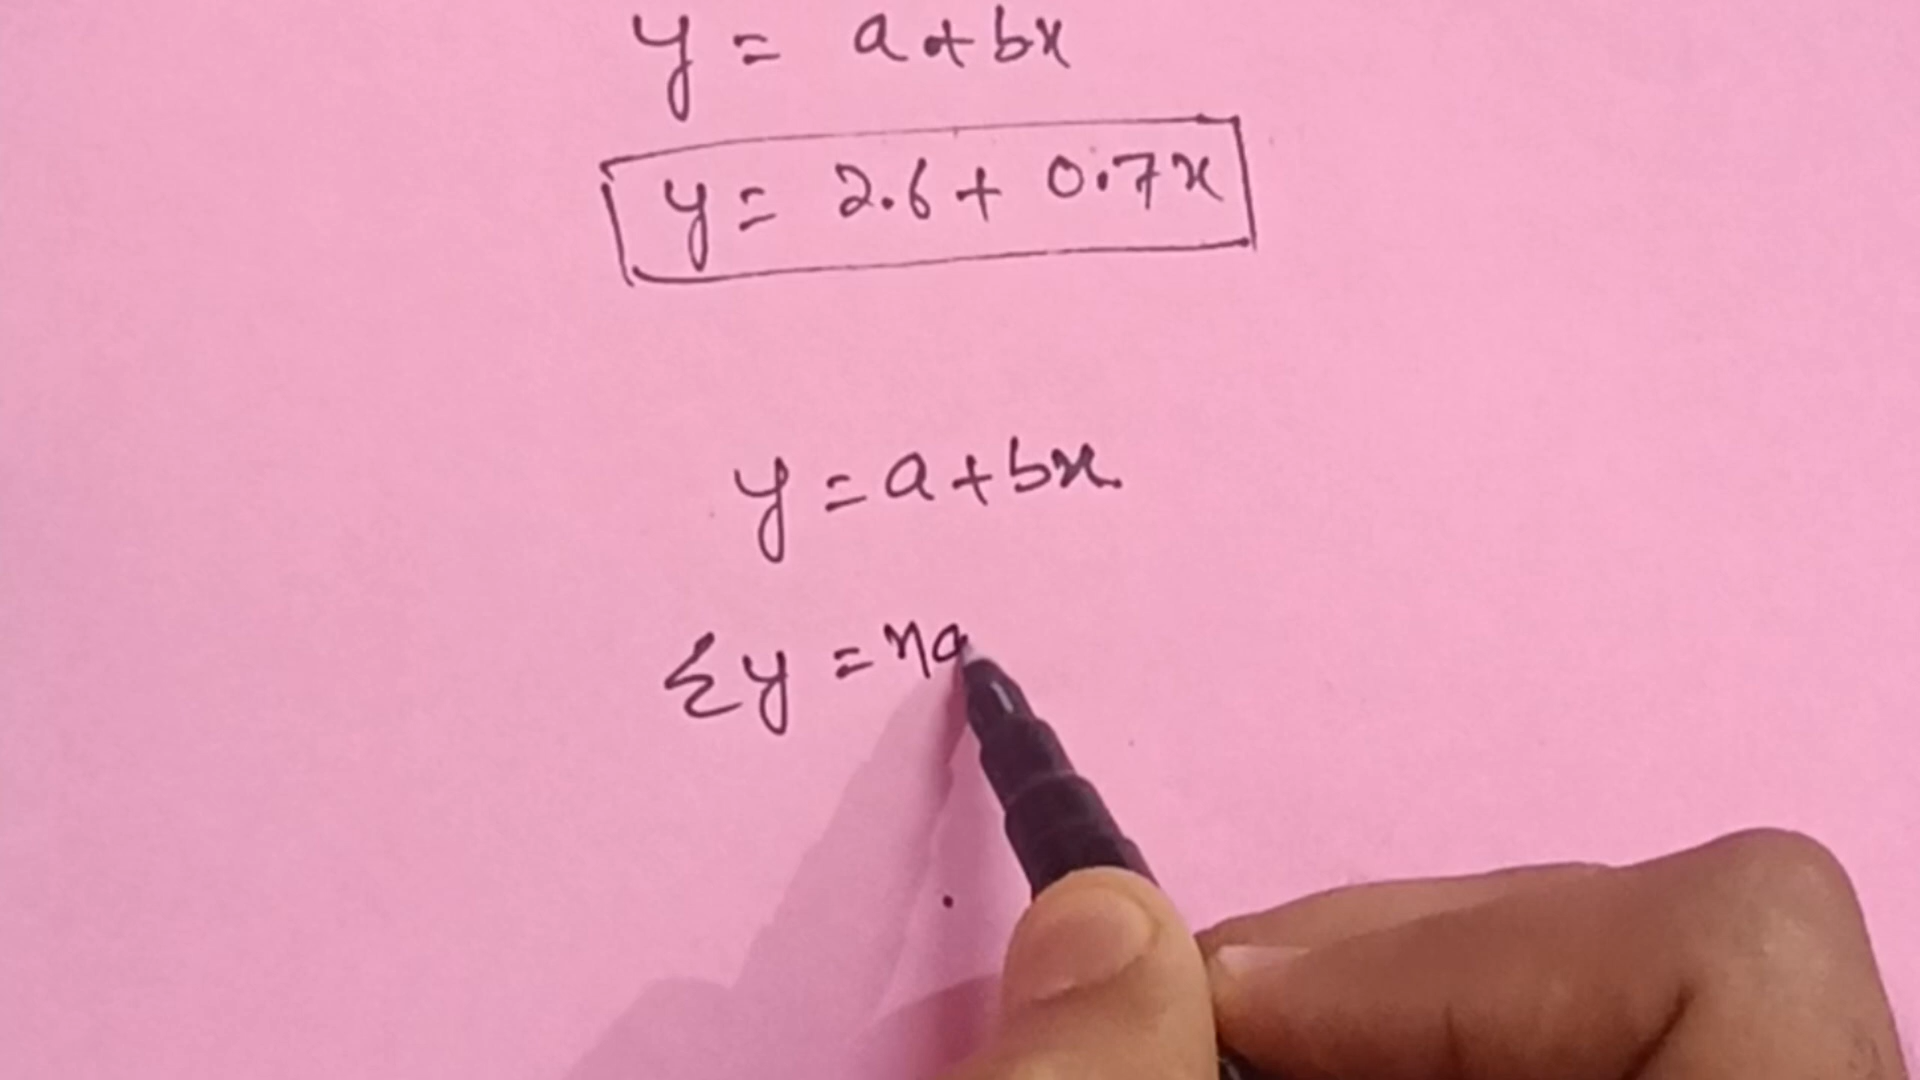 y = a + bx
y = 2.6 + 0.7x
y = a + bx
Σy = na